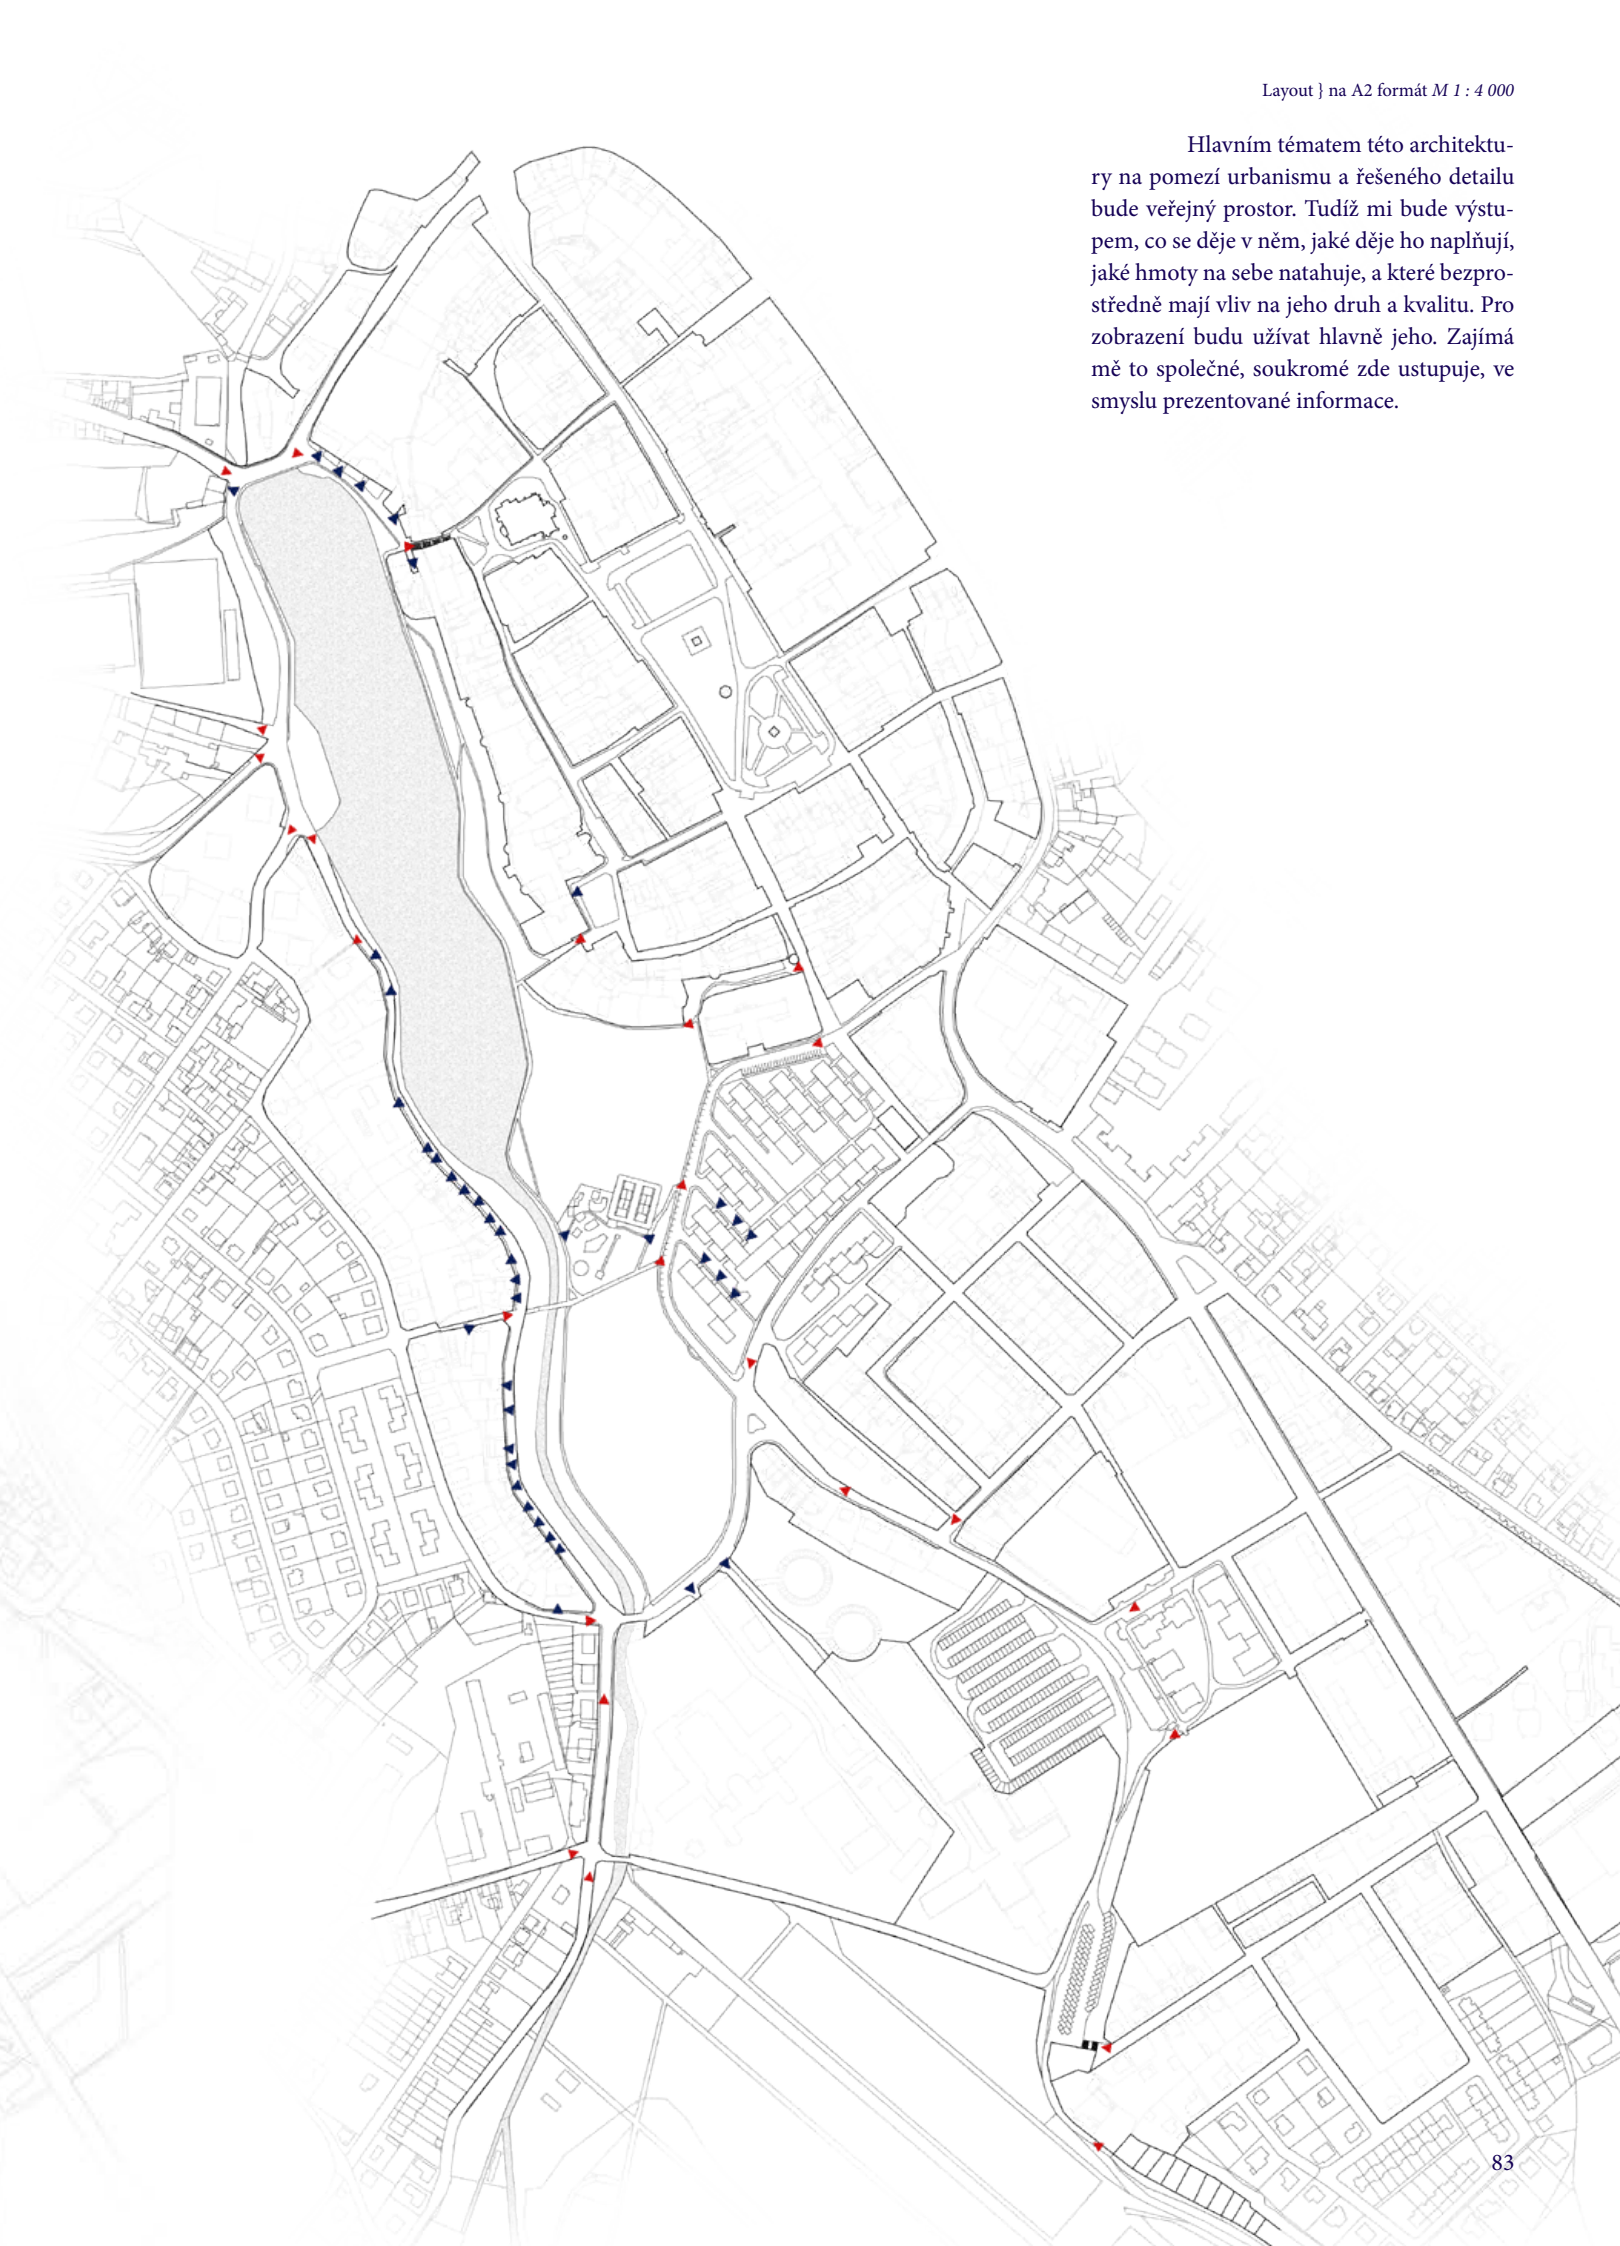 Layout } na A2 formát M 1 : 4 000
Hlavním tématem této architektu-
ry na pomezí urbanismu a řešeného detailu
bude veřejný prostor. Tudíž mi bude výstu-
pem, co se děje v něm, jaké děje ho naplňují,
jaké hmoty na sebe natahuje, a které bezpro-
středně mají vliv na jeho druh a kvalitu. Pro
zobrazení budu užívat hlavně jeho. Zajímá
mě to společné, soukromé zde ustupuje, ve
smyslu prezentované informace.
83